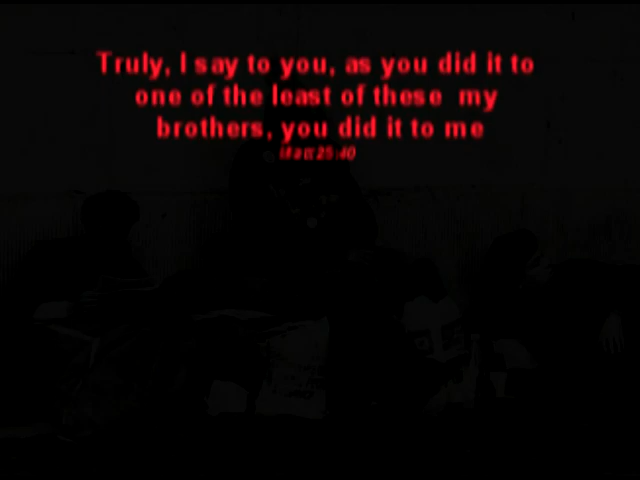 Truly, I say to you, as you did it to
one of the least of these my
brothers, you did it to me
Matt 25:40